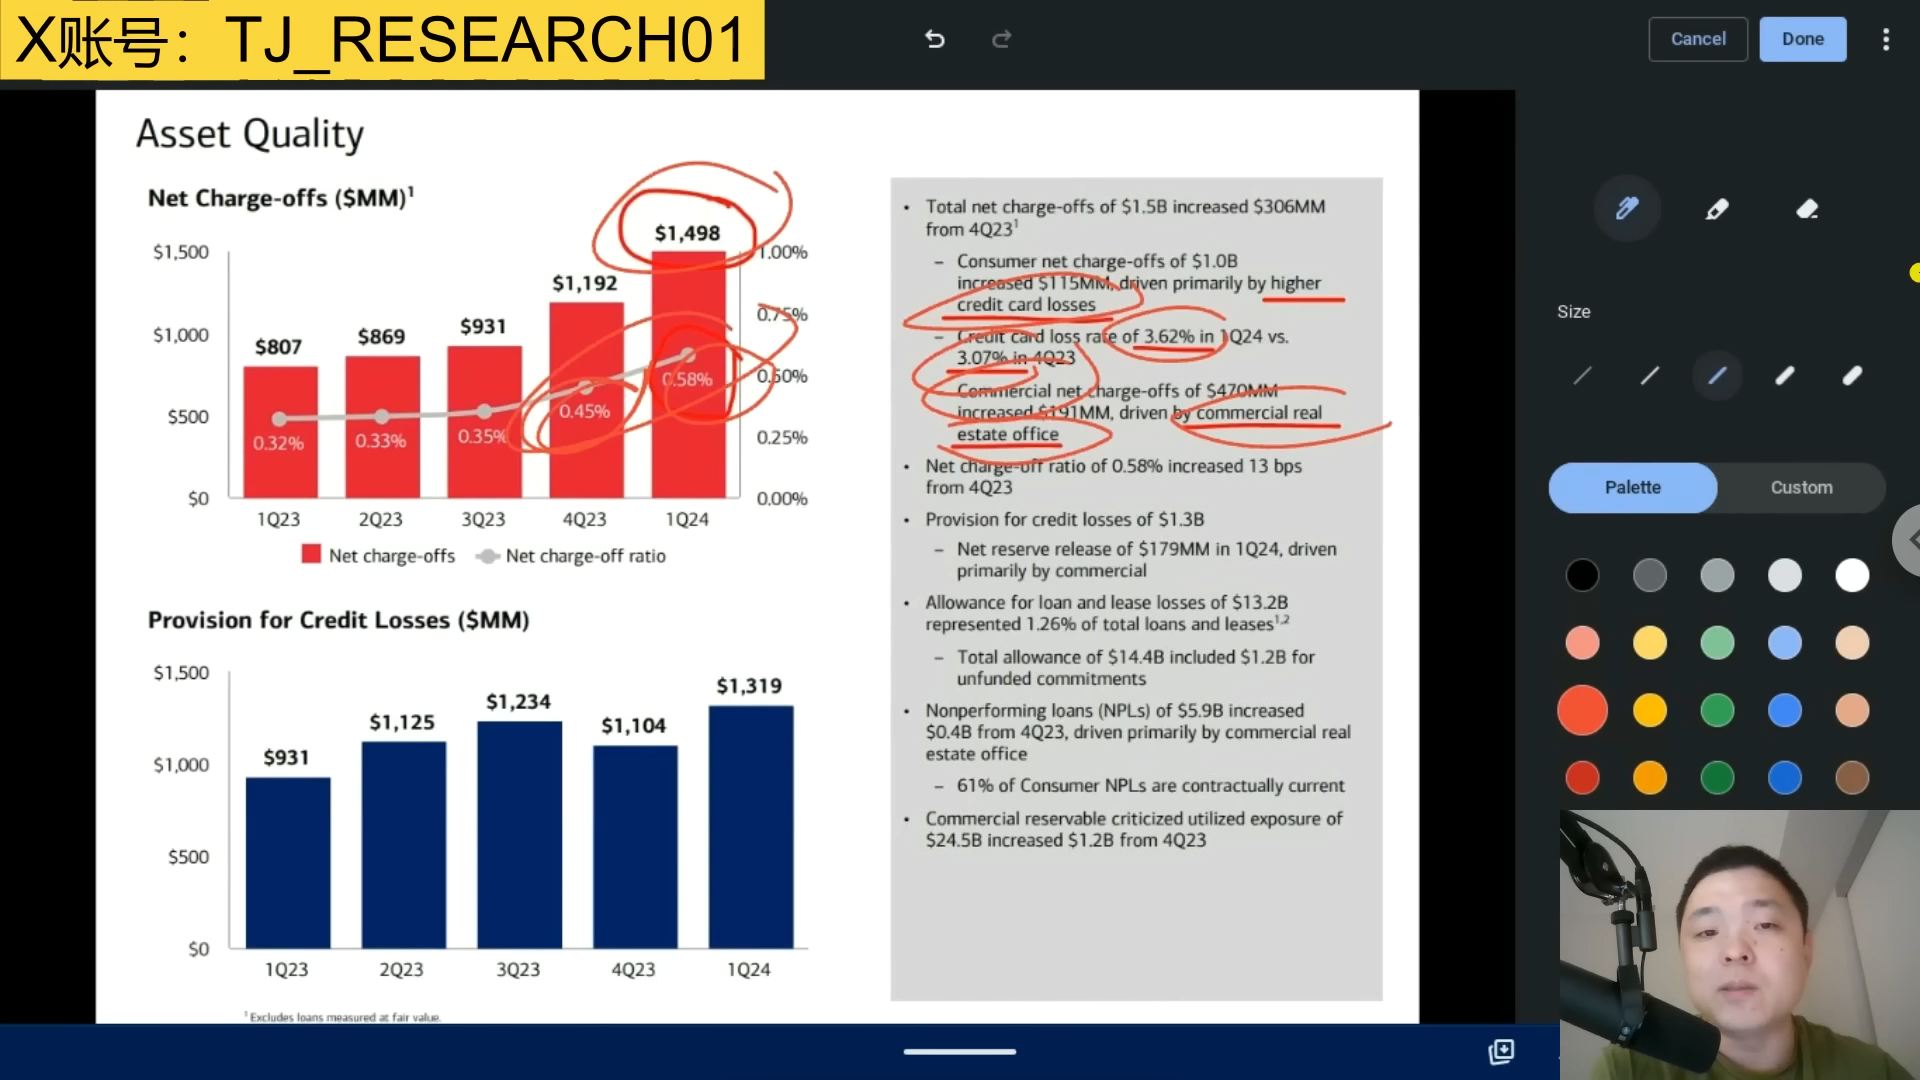 X账号：TJ_RESEARCH01
Cancel
Done
Asset Quality
Net Charge-offs ($MM)¹
$1,500
$1,000
$500
$0
$807
$869
$931
$1,192
$1,498
0.32%
0.33%
0.35%
0.45%
0.58%
1.00%
0.75%
0.50%
0.25%
0.00%
1Q23
2Q23
3Q23
4Q23
1Q24
Net charge-offs
Net charge-off ratio
Provision for Credit Losses ($MM)
$1,500
$1,000
$500
$0
$931
$1,125
$1,234
$1,104
$1,319
1Q23
2Q23
3Q23
4Q23
1Q24
¹ Excludes loans measured at fair value.
• Total net charge-offs of $1.5B increased $306MM
from 4Q23¹
– Consumer net charge-offs of $1.0B
increased $115MM, driven primarily by higher
credit card losses
– Credit card loss rate of 3.62% in 1Q24 vs.
3.07% in 4Q23
Commercial net charge-offs of $470MM
increased $191MM, driven by commercial real
estate office
• Net charge-off ratio of 0.58% increased 13 bps
from 4Q23
• Provision for credit losses of $1.3B
– Net reserve release of $179MM in 1Q24, driven
primarily by commercial
• Allowance for loan and lease losses of $13.2B
represented 1.26% of total loans and leases¹,²
– Total allowance of $14.4B included $1.2B for
unfunded commitments
• Nonperforming loans (NPLs) of $5.9B increased
$0.4B from 4Q23, driven primarily by commercial real
estate office
– 61% of Consumer NPLs are contractually current
• Commercial reservable criticized utilized exposure of
$24.5B increased $1.2B from 4Q23
Size
Palette
Custom